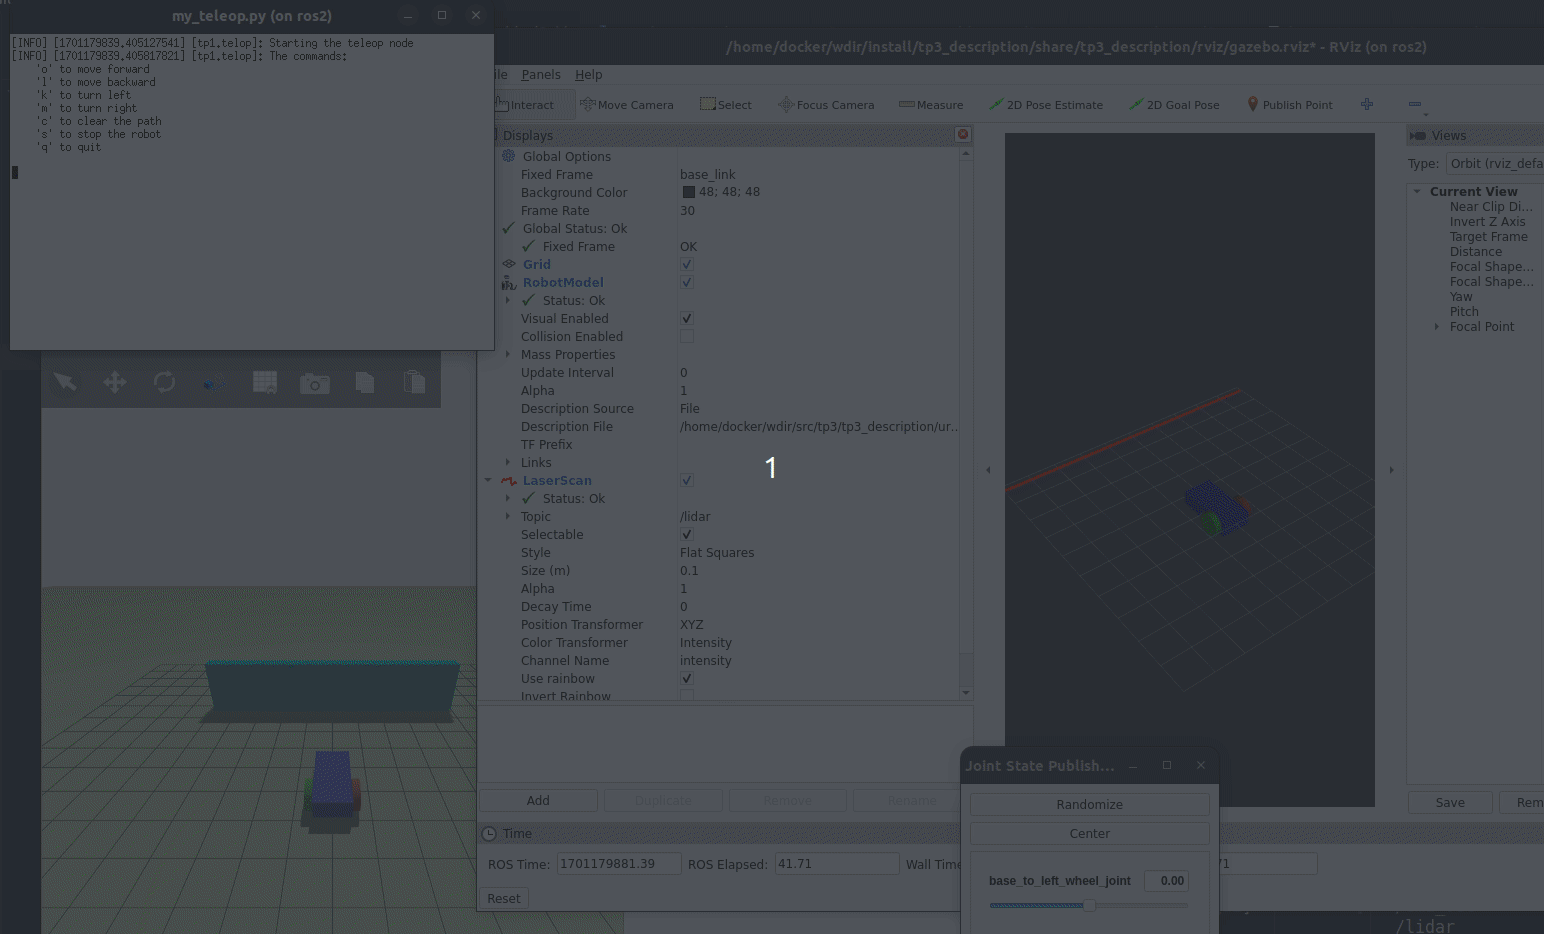 my_teleop.py (on ros2)
[INFO] [1701179839.405127541] [tp1.telop]: Starting the teleop node
[INFO] [1701179839.405817821] [tp1.telop]: The commands:
'o' to move forward
'l' to move backward
'k' to turn left
'm' to turn right
'c' to clear the path
's' to stop the robot
'q' to quit
/home/docker/wdir/install/tp3_description/share/tp3_description/rviz/gazebo.rviz* - RViz (on ros2)
ile Panels Help
Interact Move Camera Select Focus Camera Measure 2D Pose Estimate 2D Goal Pose Publish Point
Displays
Global Options
Fixed Frame base_link
Background Color 48; 48; 48
Frame Rate 30
Global Status: Ok
Fixed Frame OK
Grid
RobotModel
Status: Ok
Visual Enabled
Collision Enabled
Mass Properties
Update Interval 0
Alpha 1
Description Source File
Description File /home/docker/wdir/src/tp3/tp3_description/ur...
TF Prefix
Links
LaserScan
Status: Ok
Topic /lidar
Selectable
Style Flat Squares
Size (m) 0.1
Alpha 1
Decay Time 0
Position Transformer XYZ
Color Transformer Intensity
Channel Name intensity
Use rainbow
Invert Rainbow
1
Add Duplicate Remove Rename
Time
ROS Time: 1701179881.39 ROS Elapsed: 41.71 Wall Time
71
Reset
Views
Type: Orbit (rviz_defa
Current View
Near Clip Di...
Invert Z Axis
Target Frame
Distance
Focal Shape...
Focal Shape...
Yaw
Pitch
Focal Point
Save Rem
Joint State Publish...
Randomize
Center
base_to_left_wheel_joint 0.00
/lidar